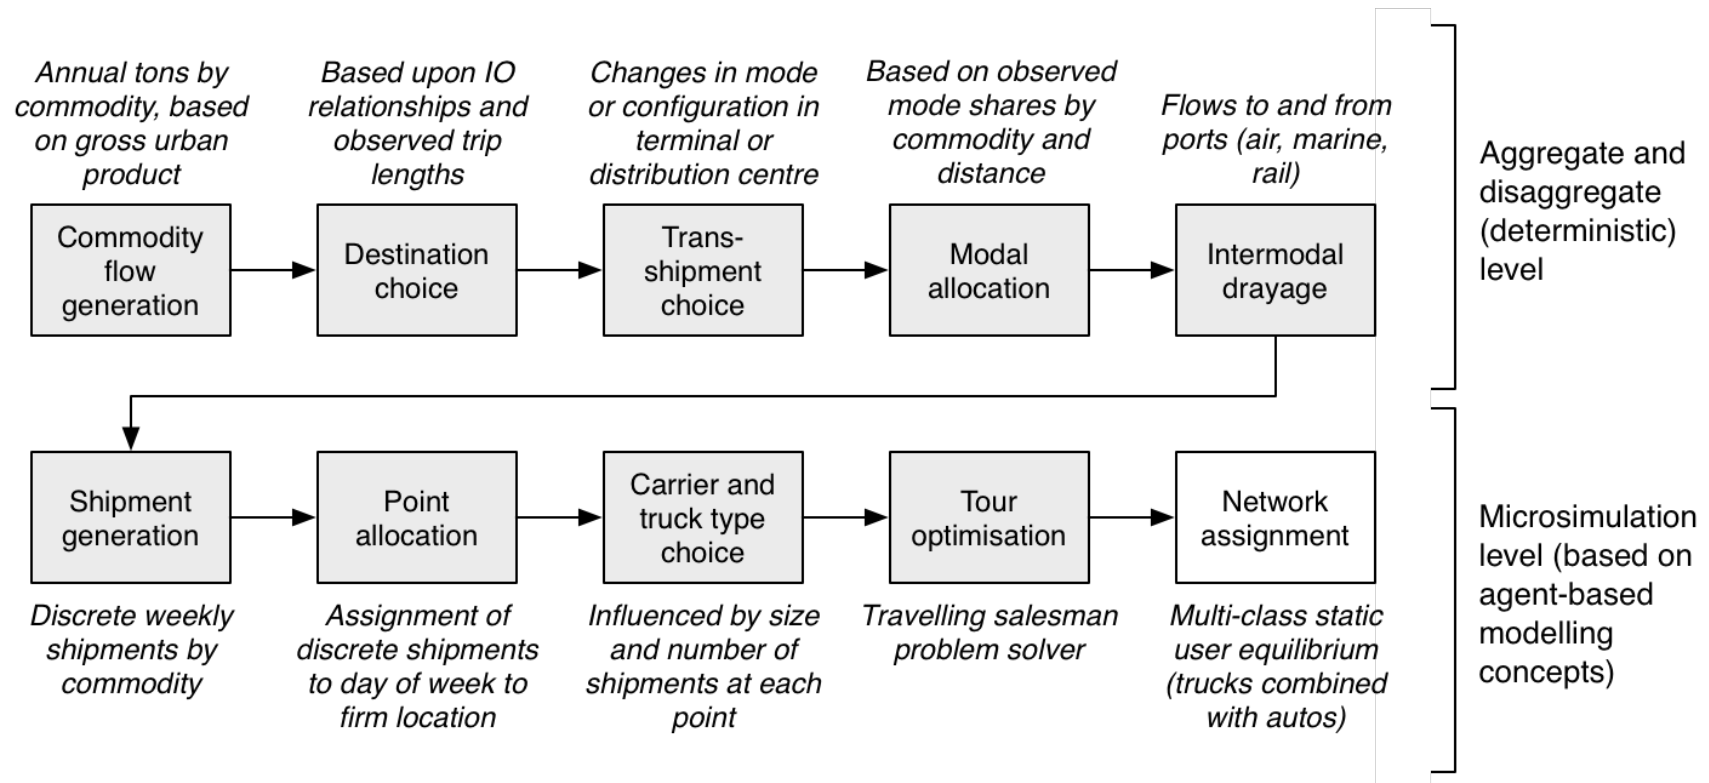 Annual tons by
commodity, based
on gross urban
product
Based upon IO
relationships and
observed trip
lengths
Changes in mode
or configuration in
terminal or
distribution centre
Based on observed
mode shares by
commodity and
distance
Flows to and from
ports (air, marine,
rail)
Commodity
flow
generation
Destination
choice
Trans-
shipment
choice
Modal
allocation
Intermodal
drayage
Aggregate and
disaggregate
(deterministic)
level
Shipment
generation
Point
allocation
Carrier and
truck type
choice
Tour
optimisation
Network
assignment
Discrete weekly
shipments by
commodity
Assignment of
discrete shipments
to day of week to
firm location
Influenced by size
and number of
shipments at each
point
Travelling salesman
problem solver
Multi-class static
user equilibrium
(trucks combined
with autos)
Microsimulation
level (based on
agent-based
modelling
concepts)